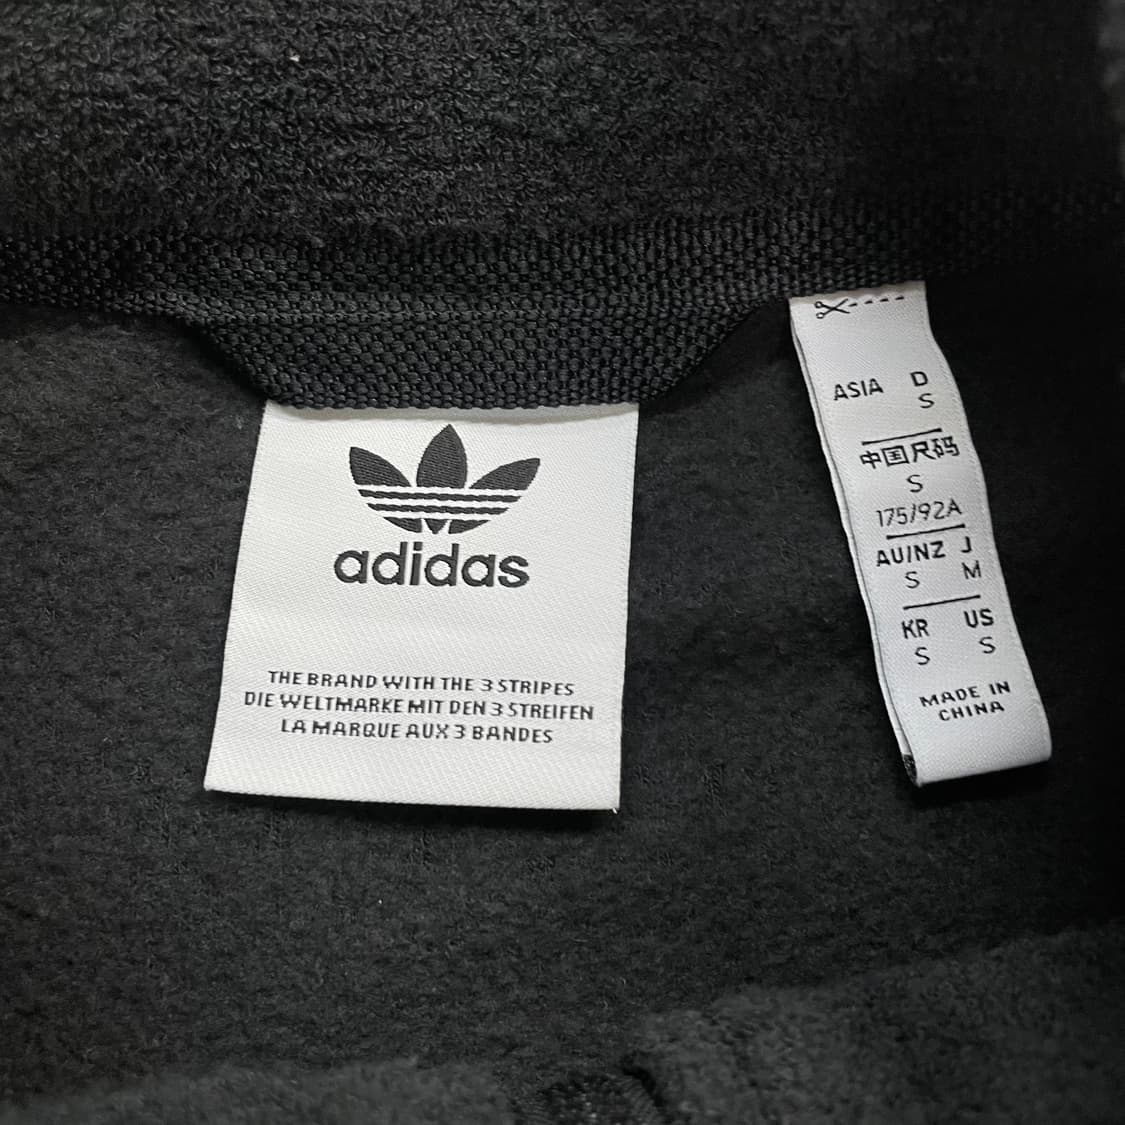 adidas
THE BRAND WITH THE 3 STRIPES
DIE WELTMARKE MIT DEN 3 STREIFEN
LA MARQUE AUX 3 BANDES
ASIA D
S
中国尺码
S
175/92A
AU/NZ J
S M
KR US
S S
MADE IN
CHINA